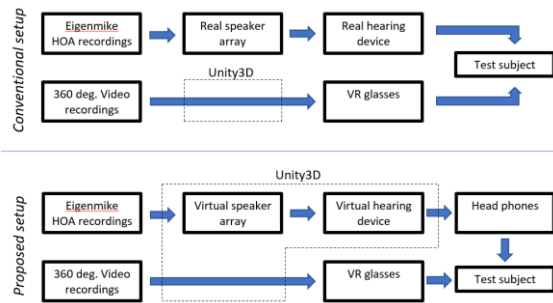 Conventional setup
Eigenmike
HOA recordings
Real speaker
array
Real hearing
device
Test subject
Unity3D
360 deg. Video
recordings
VR glasses
Proposed setup
Unity3D
Eigenmike
HOA recordings
Virtual speaker
array
Virtual hearing
device
Head phones
360 deg. Video
recordings
VR glasses
Test subject